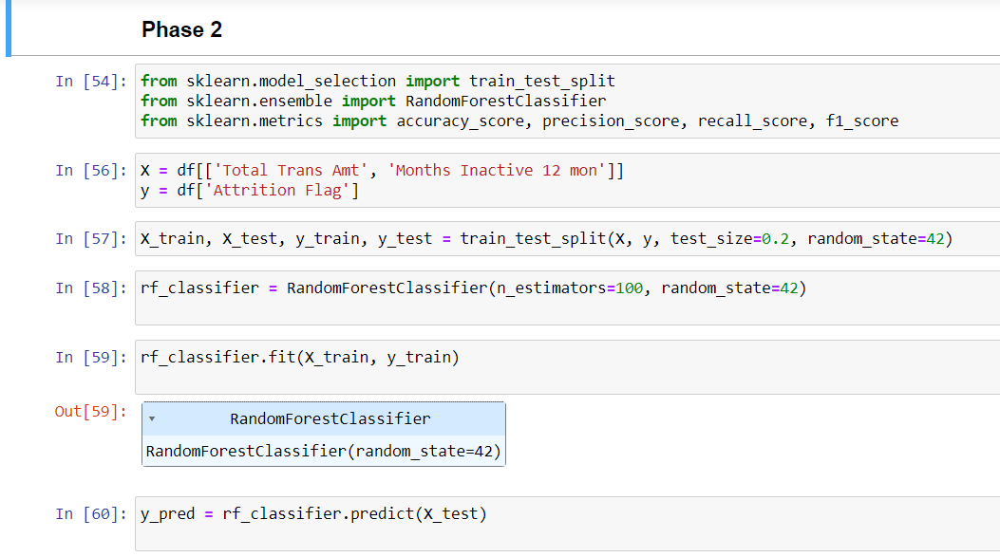 Phase 2
In [54]: from sklearn.model_selection import train_test_split
from sklearn.ensemble import RandomForestClassifier
from sklearn.metrics import accuracy_score, precision_score, recall_score, f1_score
In [56]: X = df[['Total Trans Amt', 'Months Inactive 12 mon']]
y = df['Attrition Flag']
In [57]: X_train, X_test, y_train, y_test = train_test_split(X, y, test_size=0.2, random_state=42)
In [58]: rf_classifier = RandomForestClassifier(n_estimators=100, random_state=42)
In [59]: rf_classifier.fit(X_train, y_train)
Out[59]: RandomForestClassifier
RandomForestClassifier(random_state=42)
In [60]: y_pred = rf_classifier.predict(X_test)